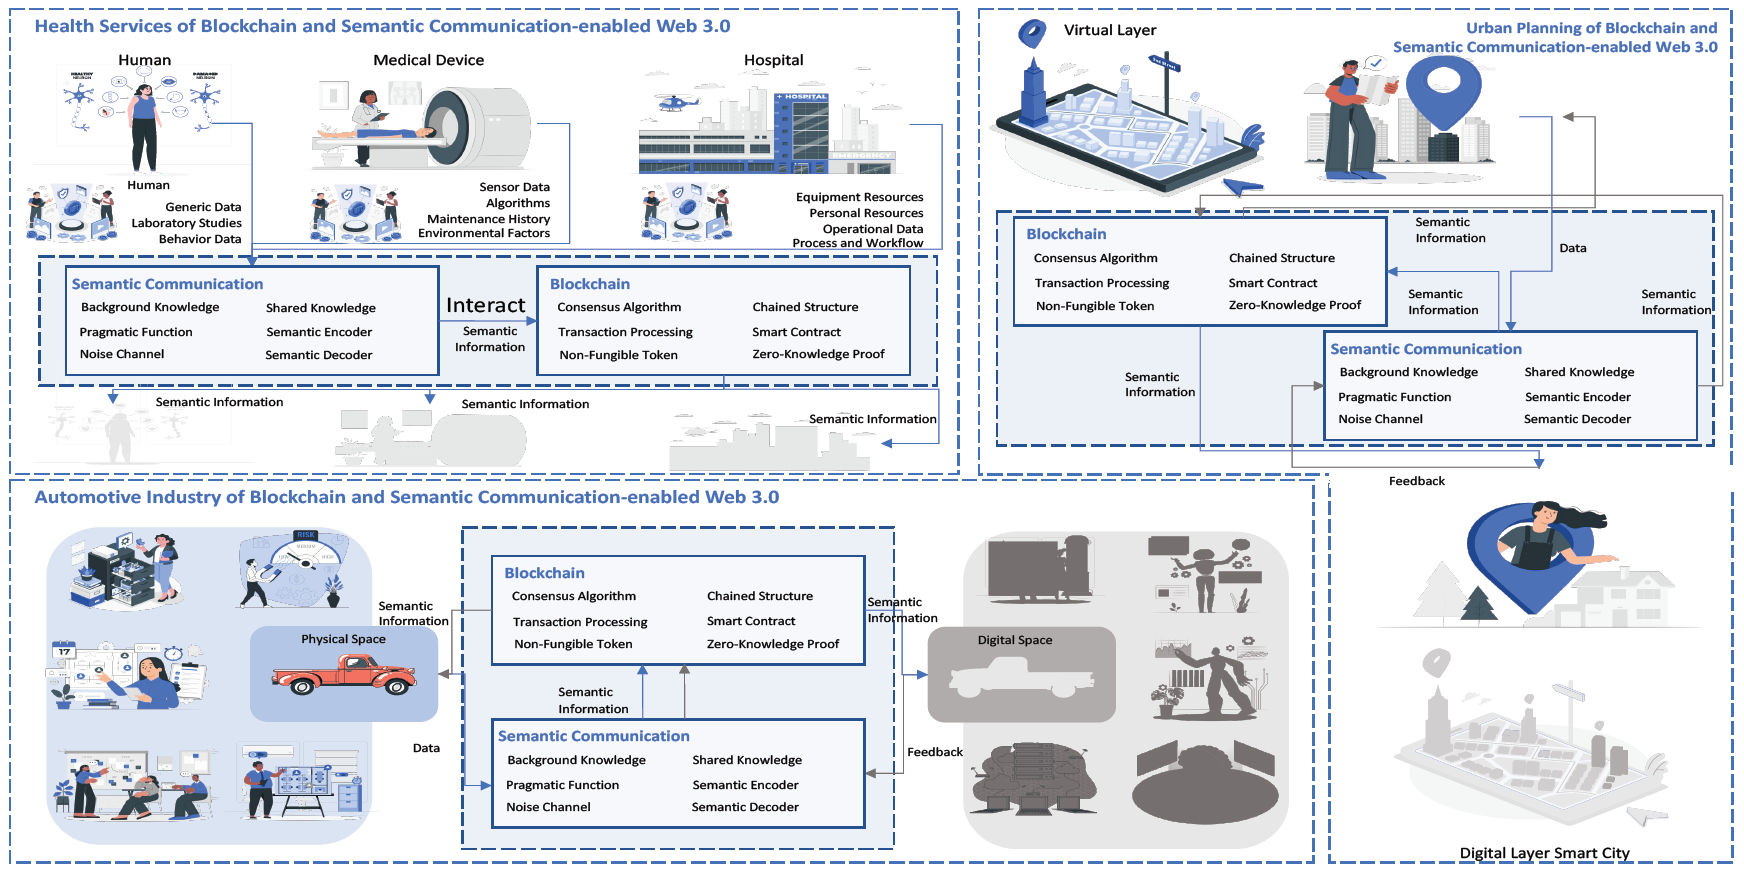 Health Services of Blockchain and Semantic Communication-enabled Web 3.0
Human
Medical Device
Hospital
HEALTHY
NEURON
DAMAGED
NEURON
HOSPITAL
EMERGENCY
Human
Generic Data
Laboratory Studies
Behavior Data
Sensor Data
Algorithms
Maintenance History
Environmental Factors
Equipment Resources
Personal Resources
Operational Data
Process and Workflow
Semantic Communication
Background Knowledge
Shared Knowledge
Pragmatic Function
Semantic Encoder
Noise Channel
Semantic Decoder
Interact
Semantic
Information
Blockchain
Consensus Algorithm
Chained Structure
Transaction Processing
Smart Contract
Non-Fungible Token
Zero-Knowledge Proof
Semantic Information
Semantic Information
Semantic Information
Virtual Layer
Urban Planning of Blockchain and
Semantic Communication-enabled Web 3.0
Blockchain
Consensus Algorithm
Chained Structure
Transaction Processing
Smart Contract
Non-Fungible Token
Zero-Knowledge Proof
Semantic
Information
Data
Semantic
Information
Semantic
Information
Semantic
Information
Semantic Communication
Background Knowledge
Shared Knowledge
Pragmatic Function
Semantic Encoder
Noise Channel
Semantic Decoder
Feedback
Digital Layer Smart City
Automotive Industry of Blockchain and Semantic Communication-enabled Web 3.0
RISK
MEDIUM
LOW
HIGH
17
Physical Space
Semantic
Information
Data
Blockchain
Consensus Algorithm
Chained Structure
Transaction Processing
Smart Contract
Non-Fungible Token
Zero-Knowledge Proof
Semantic
Information
Semantic Communication
Background Knowledge
Shared Knowledge
Pragmatic Function
Semantic Encoder
Noise Channel
Semantic Decoder
Semantic
Information
Feedback
Digital Space